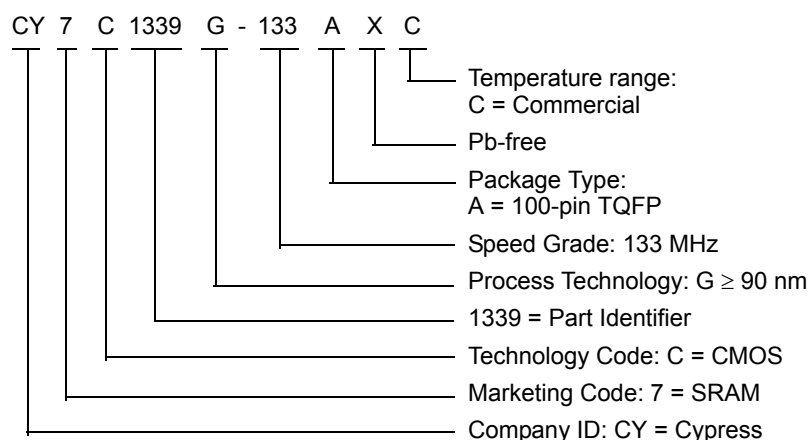 CY 7 C 1339 G - 133 A X C
Temperature range:
C = Commercial
Pb-free
Package Type:
A = 100-pin TQFP
Speed Grade: 133 MHz
Process Technology: G ≥ 90 nm
1339 = Part Identifier
Technology Code: C = CMOS
Marketing Code: 7 = SRAM
Company ID: CY = Cypress